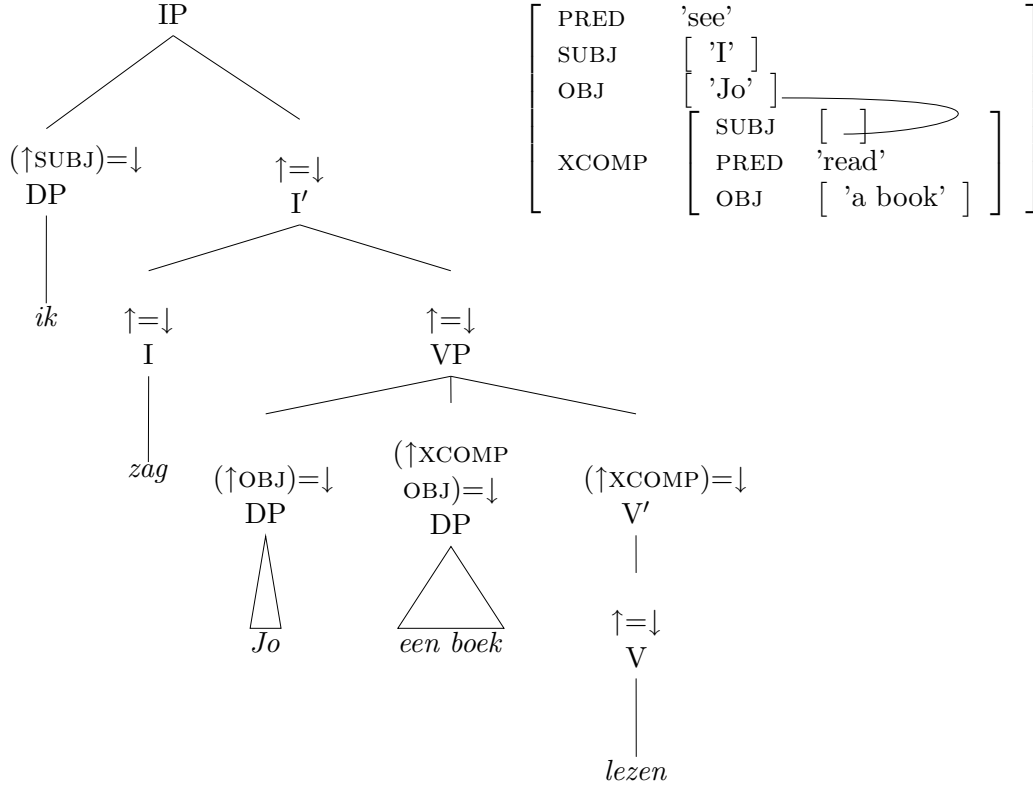 IP
(↑SUBJ)=↓
DP
ik
↑=↓
I′
↑=↓
I
zag
↑=↓
VP
(↑OBJ)=↓
DP
Jo
(↑XCOMP
OBJ)=↓
DP
een boek
(↑XCOMP)=↓
V′
↑=↓
V
lezen
PRED 'see'
SUBJ [ 'I' ]
OBJ [ 'Jo' ]
XCOMP
SUBJ [ ]
PRED 'read'
OBJ [ 'a book' ]